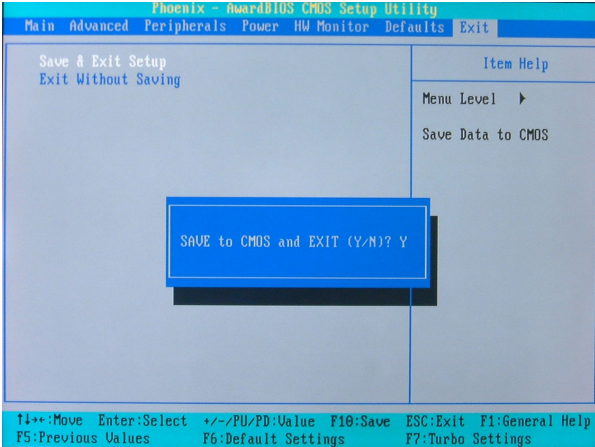 Phoenix - AwardBIOS CMOS Setup Utility
Main Advanced Peripherals Power HW Monitor Defaults Exit
Save & Exit Setup
Exit Without Saving
Item Help
Menu Level ▶
Save Data to CMOS
SAVE to CMOS and EXIT (Y/N)? Y
↑↓→←:Move Enter:Select +/-/PU/PD:Value F10:Save ESC:Exit F1:General Help
F5:Previous Values F6:Default Settings F7:Turbo Settings